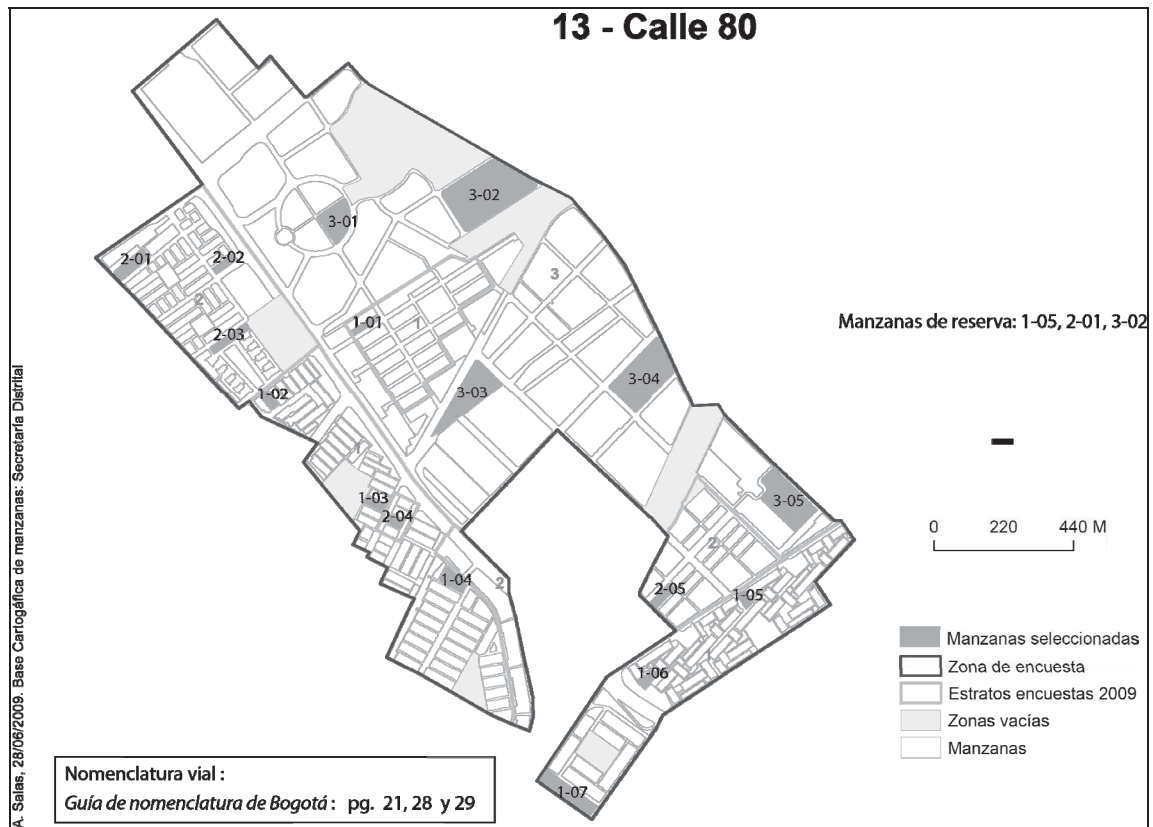 13 - Calle 80
3-02
3-01
2-01
2-02
3
2
1-01
1
2-03
3-03
3-04
1-02
1
1-03
2-04
3-05
2
1-04
2
2-05
1-05
1-06
1-07
Manzanas de reserva: 1-05, 2-01, 3-02
0 220 440 M
Manzanas seleccionadas
Zona de encuesta
Estratos encuestas 2009
Zonas vacías
Manzanas
Nomenclatura vial :
Guía de nomenclatura de Bogotá : pg. 21, 28 y 29
A. Salas, 28/06/2009. Base Cartogáfica de manzanas: Secretaría Distrital